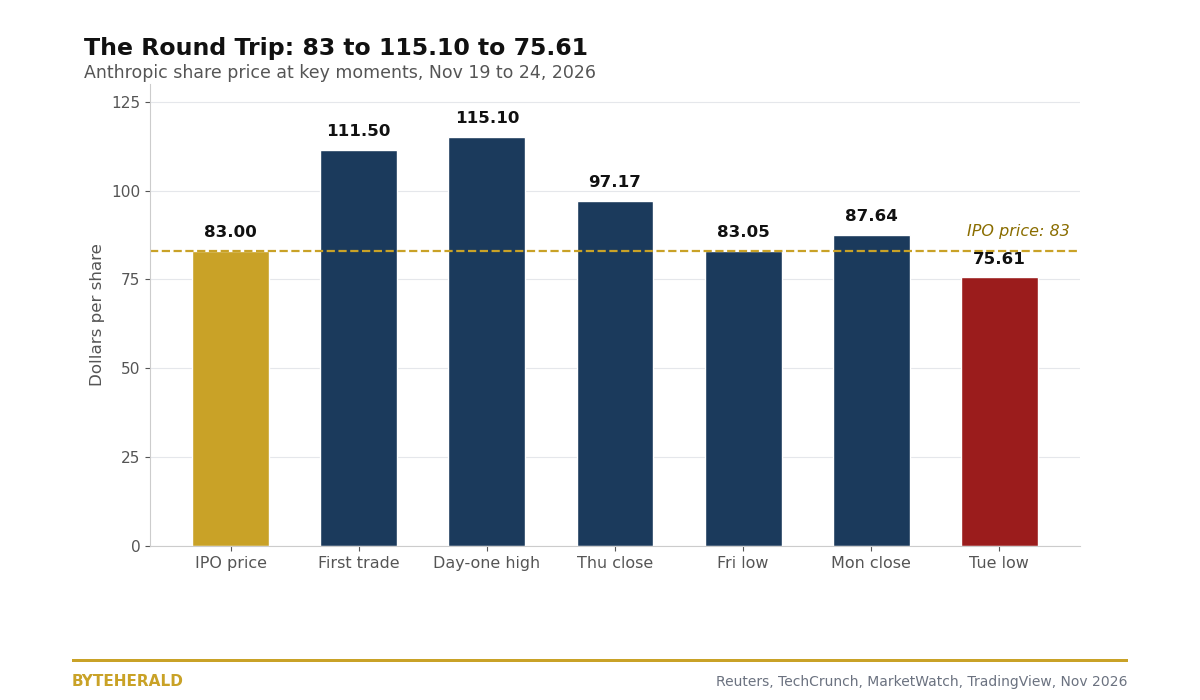 The Round Trip: 83 to 115.10 to 75.61
Anthropic share price at key moments, Nov 19 to 24, 2026
Dollars per share
125
100
75
50
25
0
83.00
111.50
115.10
97.17
83.05
87.64
75.61
IPO price: 83
IPO price
First trade
Day-one high
Thu close
Fri low
Mon close
Tue low
BYTEHERALD
Reuters, TechCrunch, MarketWatch, TradingView, Nov 2026